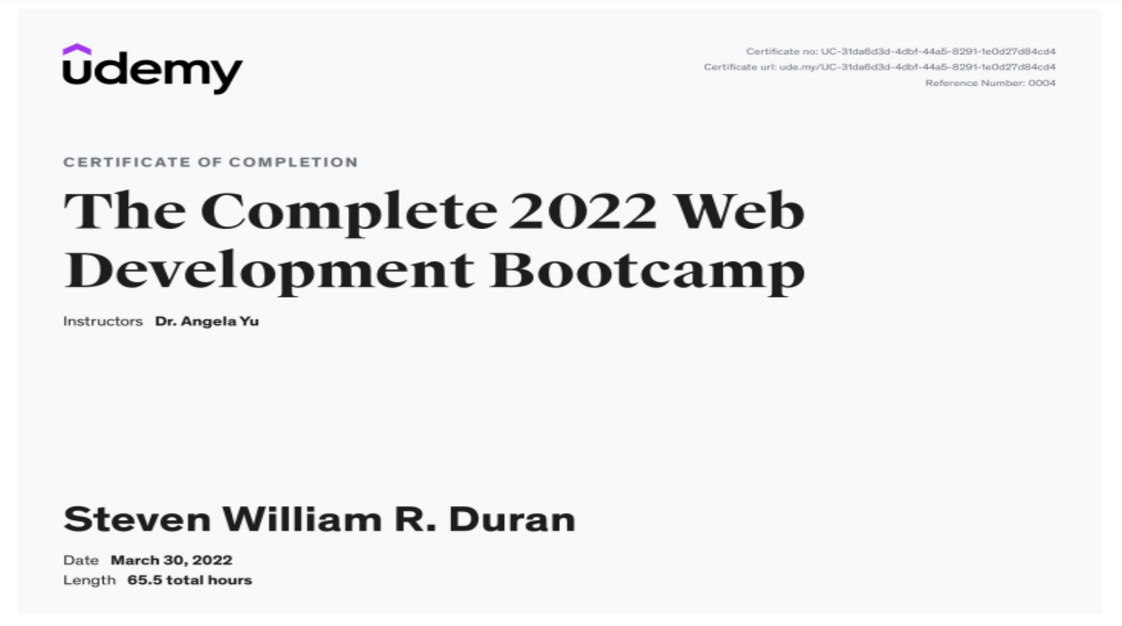 udemy
Certificate no: UC-31da6d3d-4dbf-44a5-8291-1e0d27d84cd4
Certificate url: ude.my/UC-31da6d3d-4dbf-44a5-8291-1e0d27d84cd4
Reference Number: 0004
CERTIFICATE OF COMPLETION
The Complete 2022 Web
Development Bootcamp
Instructors Dr. Angela Yu
Steven William R. Duran
Date March 30, 2022
Length 65.5 total hours